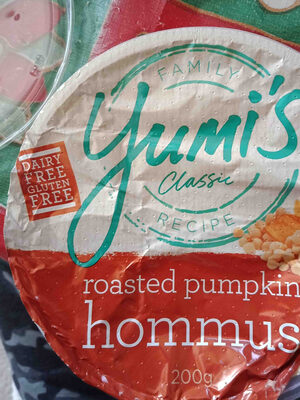 FAMILY
Yumi's
Classic
RECIPE
DAIRY
FREE
GLUTEN
FREE
roasted pumpkin
hommus
200g